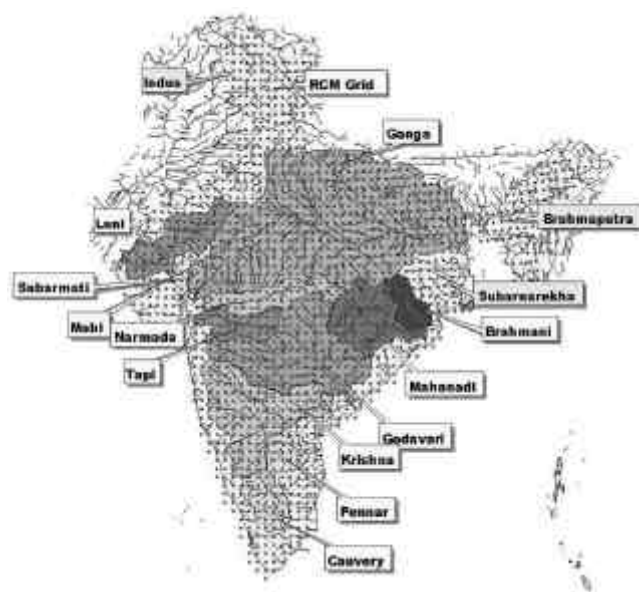 Indus
RCM Grid
Ganga
Luni
Brahmaputra
Sabarmati
Subarnarekha
Mahi
Narmada
Brahmani
Tapi
Mahanadi
Godavari
Krishna
Pennar
Cauvery